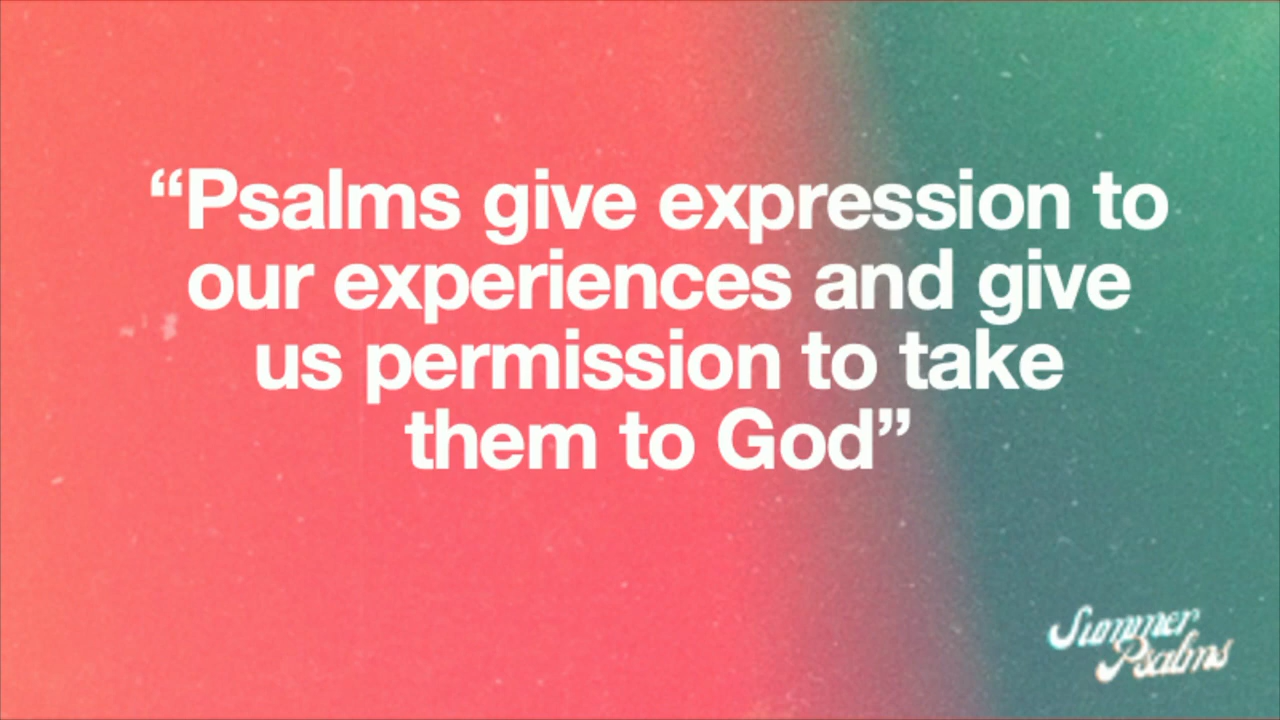 “Psalms give expression to
our experiences and give
us permission to take
them to God”
Summer
Psalms